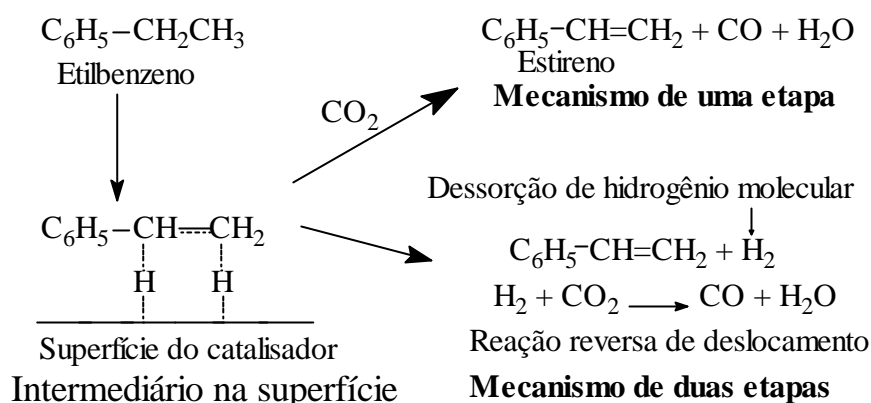 C₆H₅–CH₂CH₃
Etilbenzeno
CO₂
C₆H₅–CH=CH₂ + CO + H₂O
Estireno
Mecanismo de uma etapa
C₆H₅–CH=CH₂
H H
Superfície do catalisador
Intermediário na superfície
Dessorção de hidrogênio molecular
C₆H₅–CH=CH₂ + H₂
H₂ + CO₂ → CO + H₂O
Reação reversa de deslocamento
Mecanismo de duas etapas